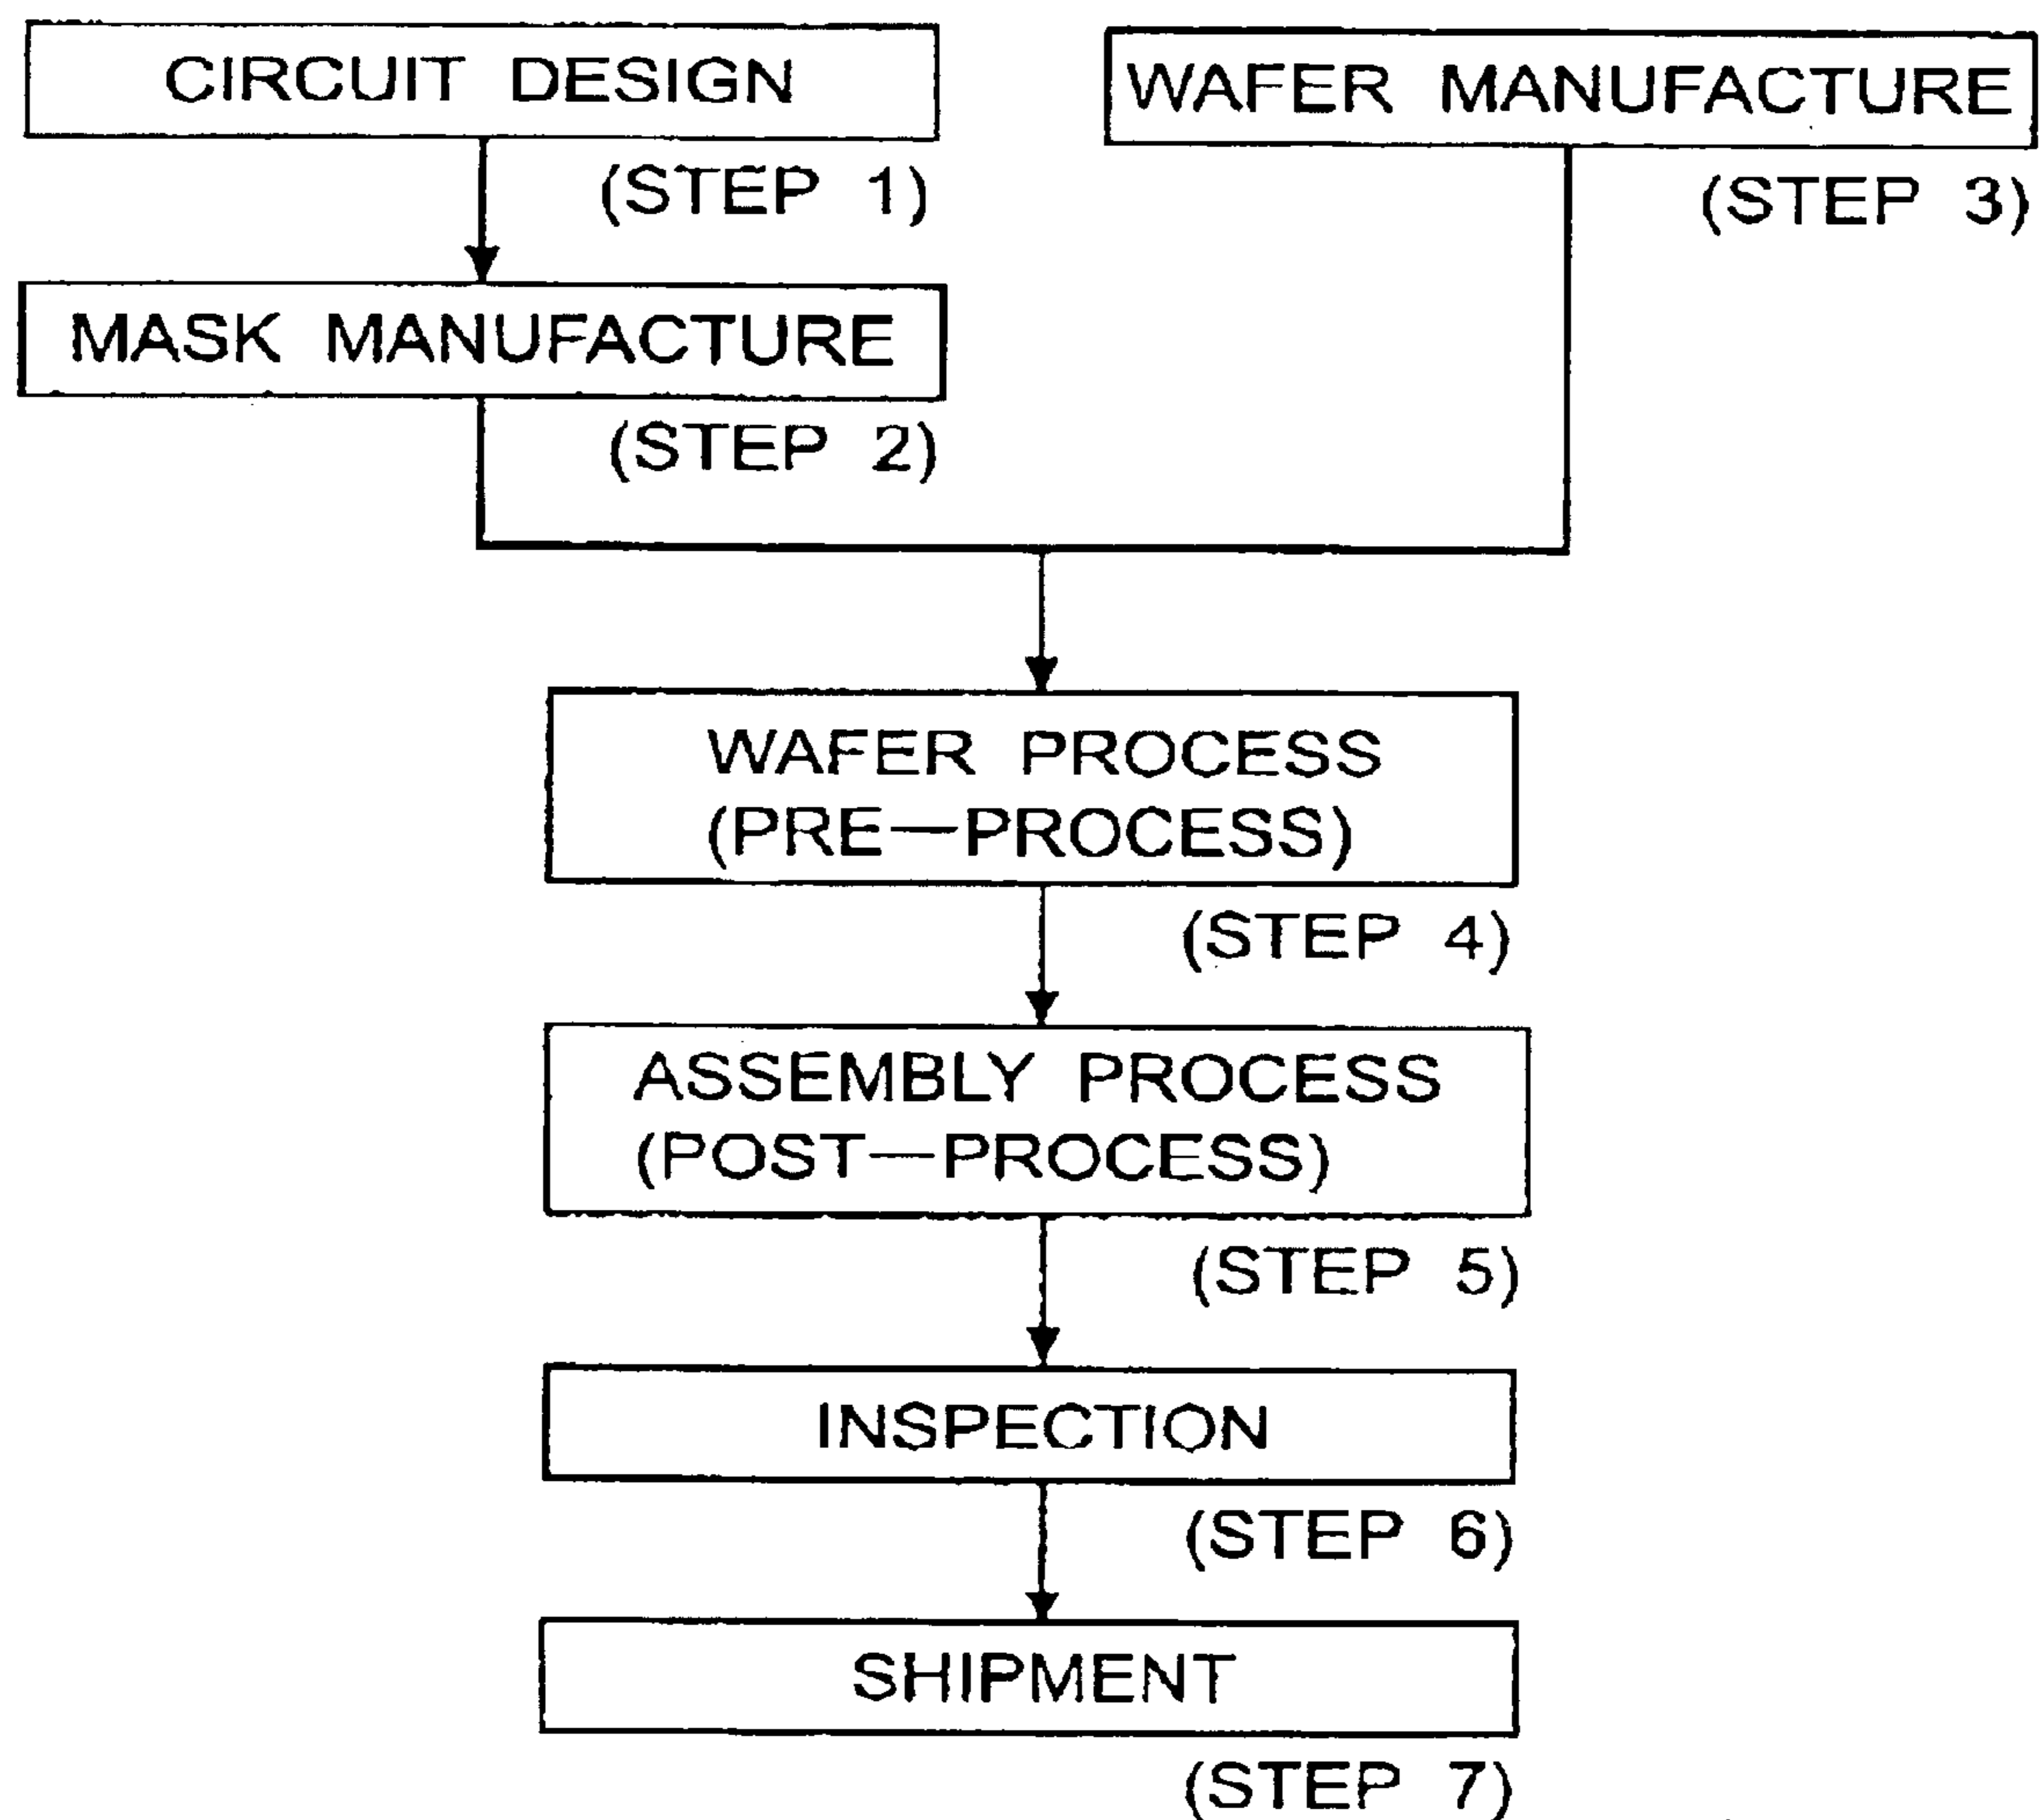 CIRCUIT DESIGN
(STEP 1)
WAFER MANUFACTURE
(STEP 3)
MASK MANUFACTURE
(STEP 2)
WAFER PROCESS
(PRE—PROCESS)
(STEP 4)
ASSEMBLY PROCESS
(POST—PROCESS)
(STEP 5)
INSPECTION
(STEP 6)
SHIPMENT
(STEP 7)